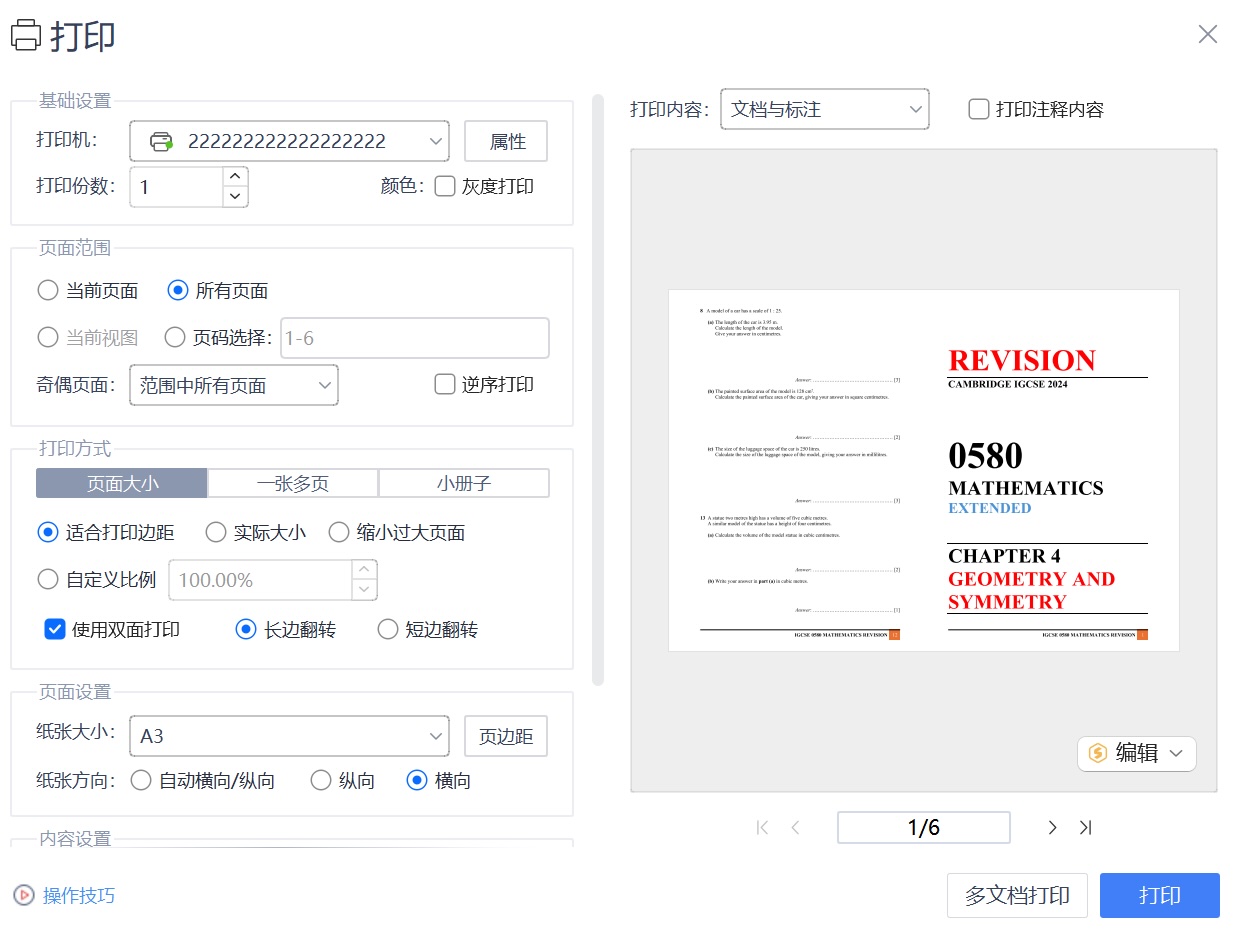 打印
基础设置
打印机：
222222222222222222
属性
打印份数：
1
颜色：
灰度打印
页面范围
当前页面
所有页面
当前视图
页码选择：
1-6
奇偶页面：
范围中所有页面
逆序打印
打印方式
页面大小
一张多页
小册子
适合打印边距
实际大小
缩小过大页面
自定义比例
100.00%
使用双面打印
长边翻转
短边翻转
页面设置
纸张大小：
A3
页边距
纸张方向：
自动横向/纵向
纵向
横向
内容设置
操作技巧
打印内容：
文档与标注
打印注释内容
8 A model of a car has a scale of 1 : 25.
(a) The length of the car is 3.95 m.
Calculate the length of the model.
Give your answer in centimetres.
Answer: [3]
(b) The painted surface area of the model is 128 cm².
Calculate the painted surface area of the car, giving your answer in square centimetres.
Answer: [2]
(c) The size of the luggage space of the car is 250 litres.
Calculate the size of the luggage space of the model, giving your answer in millilitres.
Answer: [3]
13 A statue two metres high has a volume of five cubic metres.
A similar model of the statue has a height of four centimetres.
(a) Calculate the volume of the model statue in cubic centimetres.
Answer: [2]
(b) Write your answer in part (a) in cubic metres.
Answer: [1]
IGCSE 0580 MATHEMATICS REVISION
REVISION
CAMBRIDGE IGCSE 2024
0580
MATHEMATICS
EXTENDED
CHAPTER 4
GEOMETRY AND
SYMMETRY
IGCSE 0580 MATHEMATICS REVISION
编辑
1/6
多文档打印
打印